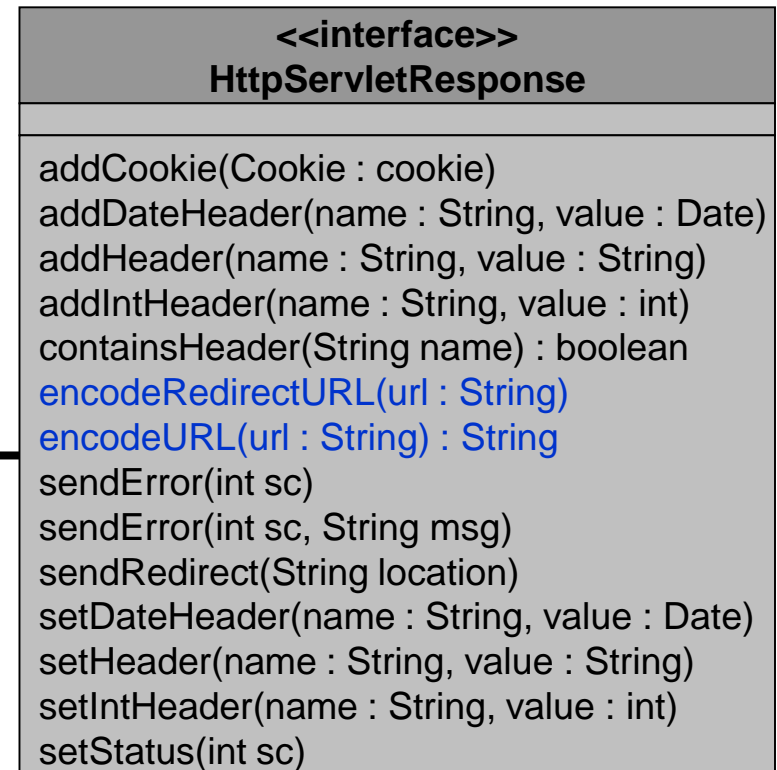 <<interface>>
HttpServletResponse
addCookie(Cookie : cookie)
addDateHeader(name : String, value : Date)
addHeader(name : String, value : String)
addIntHeader(name : String, value : int)
containsHeader(String name) : boolean
encodeRedirectURL(url : String)
encodeURL(url : String) : String
sendError(int sc)
sendError(int sc, String msg)
sendRedirect(String location)
setDateHeader(name : String, value : Date)
setHeader(name : String, value : String)
setIntHeader(name : String, value : int)
setStatus(int sc)